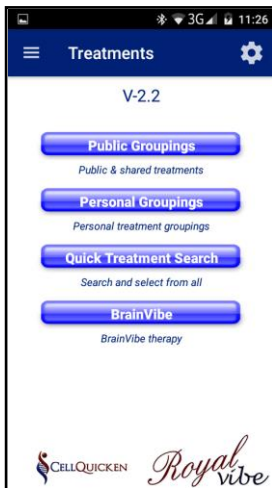 3G 11:26
Treatments
V-2.2
Public Groupings
Public & shared treatments
Personal Groupings
Personal treatment groupings
Quick Treatment Search
Search and select from all
BrainVibe
BrainVibe therapy
CELLQUICKEN Royal vibe